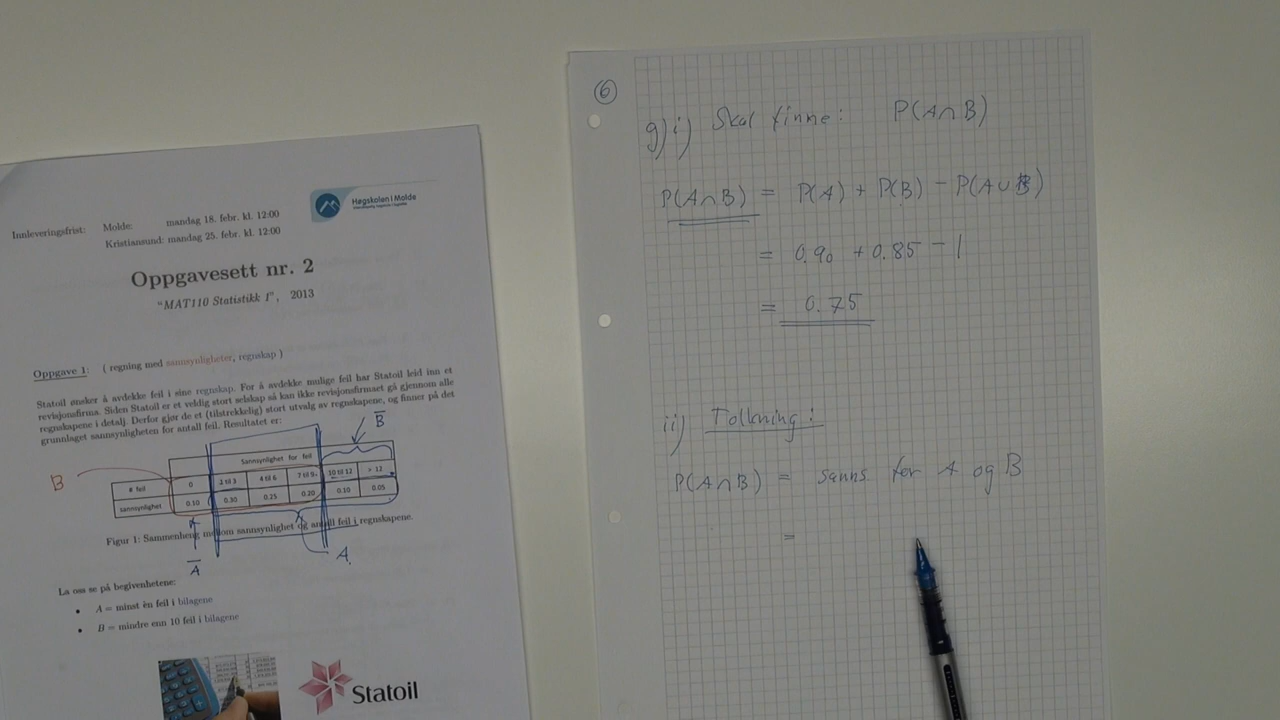 Høgskolen i Molde
Innleveringsfrist: Molde: mandag 18. febr. kl. 12:00
Kristiansund: mandag 25. febr. kl. 12:00
Oppgavesett nr. 2
“MAT110 Statistikk I”, 2013
Oppgave 1: ( regning med sannsynligheter, regnskap )
Statoil ønsker å avdekke feil i sine regnskap. For å avdekke mulige feil har Statoil leid inn et
revisjonsfirma. Siden Statoil er et veldig stort selskap så kan ikke revisjonsfirmaet gå gjennom alle
regnskapene i detalj. Derfor gjør de et (tilstrekkelig) stort utvalg av regnskapene, og finner på det
grunnlaget sannsynligheten for antall feil. Resultatet er:
B
B̅
Sannsynlighet for feil
# feil 0 2 til 3 4 til 6 7 til 9 10 til 12 > 12
sannsynlighet 0.10 0.30 0.25 0.20 0.10 0.05
Figur 1: Sammenheng mellom sannsynlighet og antall feil i regnskapene.
A̅
A
La oss se på begivenhetene:
• A = minst èn feil i bilagene
• B = mindre enn 10 feil i bilagene
Statoil
6
g) i) Skal finne: P(A∩B)
P(A∩B) = P(A) + P(B) − P(A∪B)
= 0.90 + 0.85 − 1
= 0.75
ii) Tolkning:
P(A∩B) = sanns for A og B
=